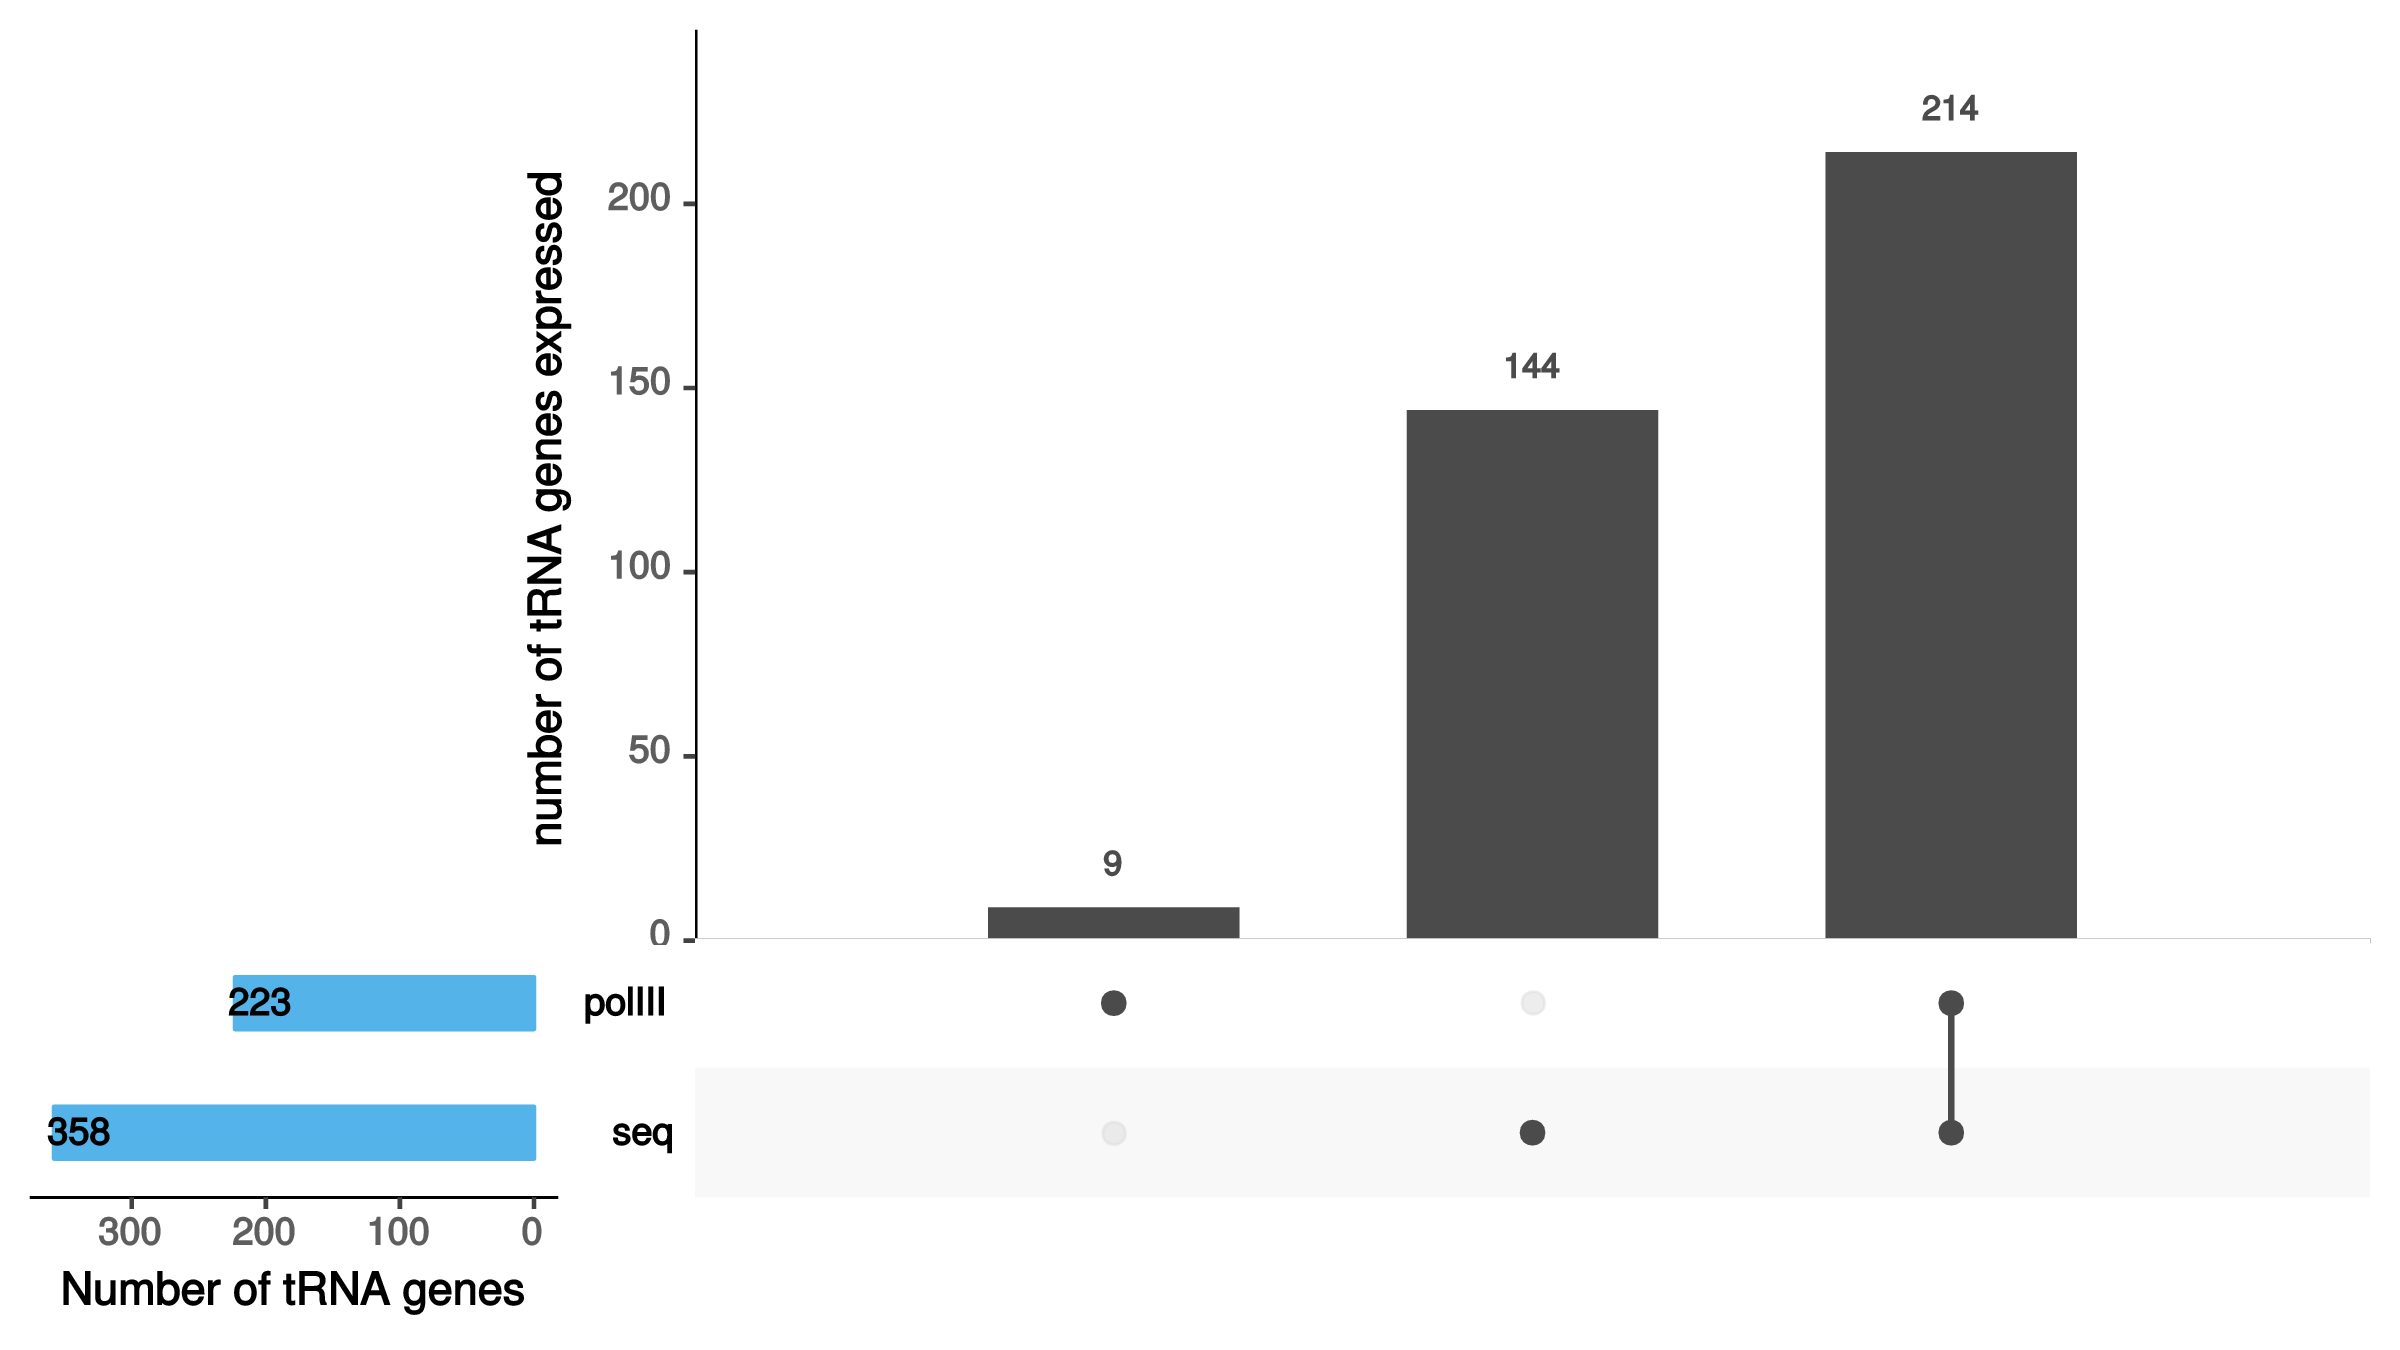 number of tRNA genes expressed
200
150
100
50
0
9
144
214
polIII
seq
223
358
300 200 100 0
Number of tRNA genes